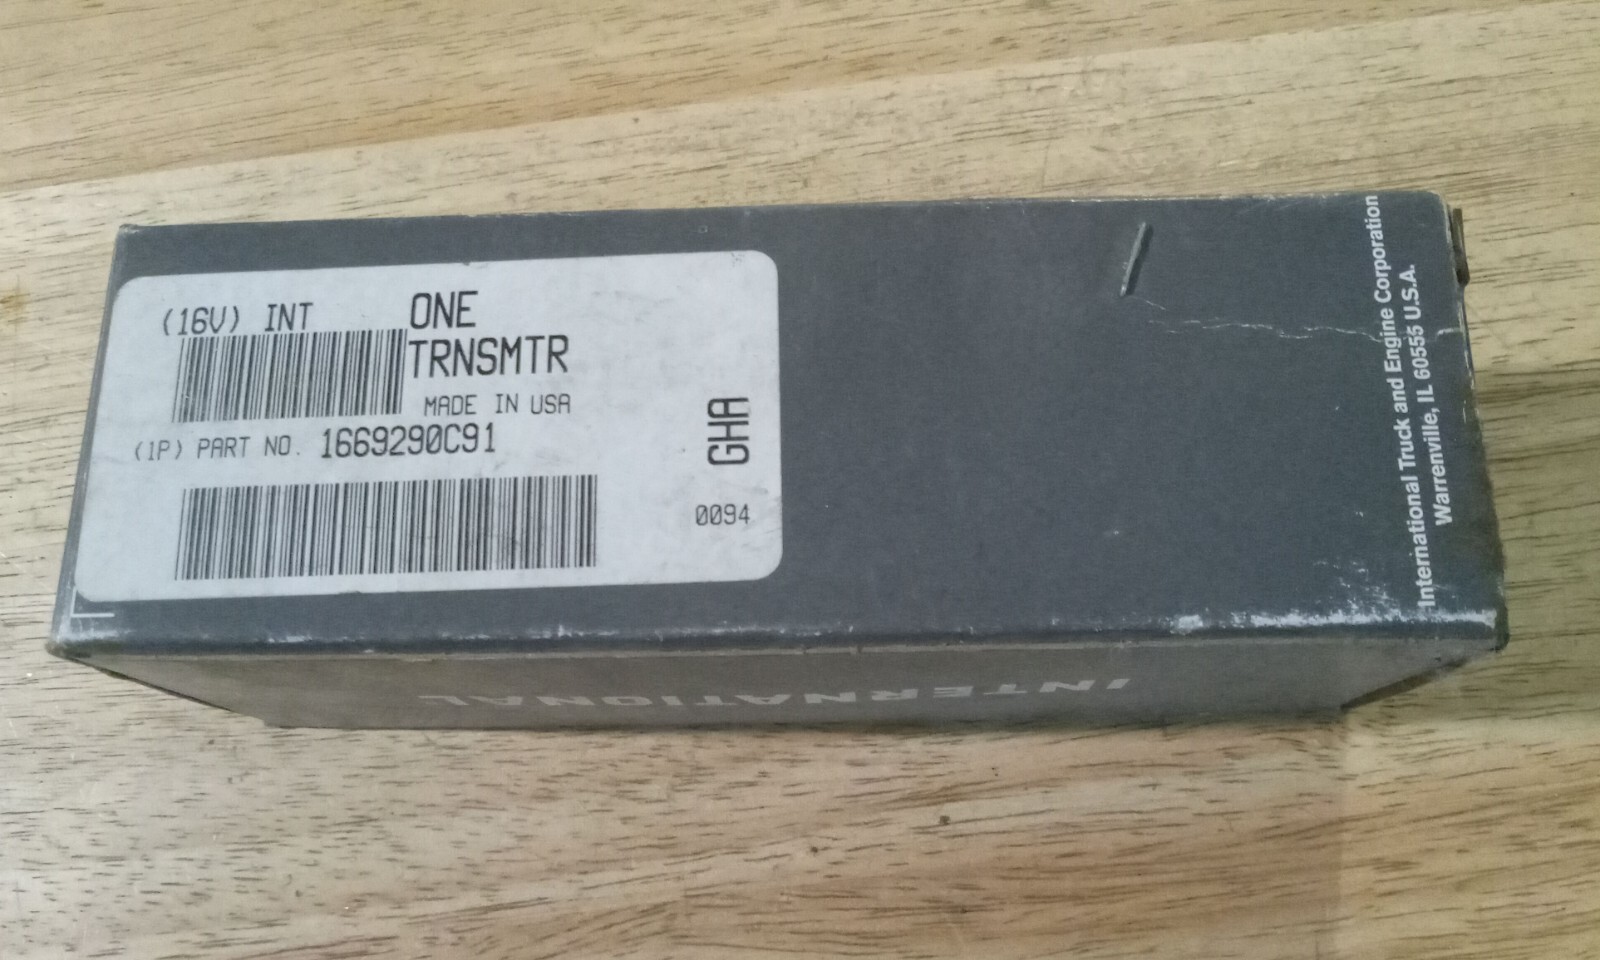 (16V) INT
ONE
TRNSMTR
MADE IN USA
(1P) PART NO. 1669290C91
GHA
0094
International Truck and Engine Corporation
Warrenville, IL 60555 U.S.A.
INTERNATIONAL